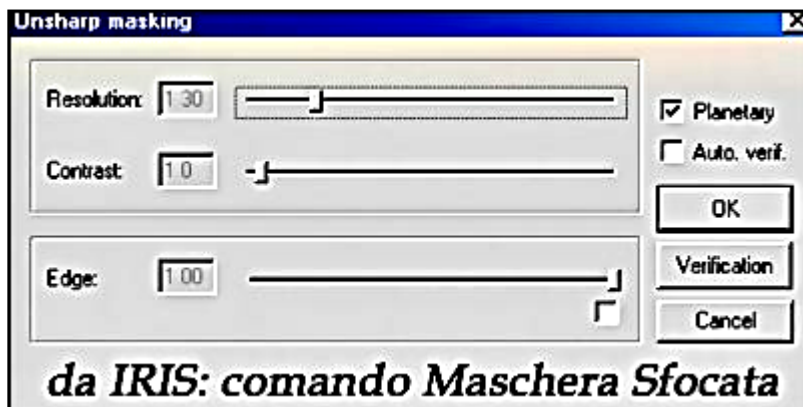 Unsharp masking
Resolution: 1.30
Planetary
Auto. verif.
Contrast: 1.0
OK
Edge: 1.00
Verification
Cancel
da IRIS: comando Maschera Sfocata